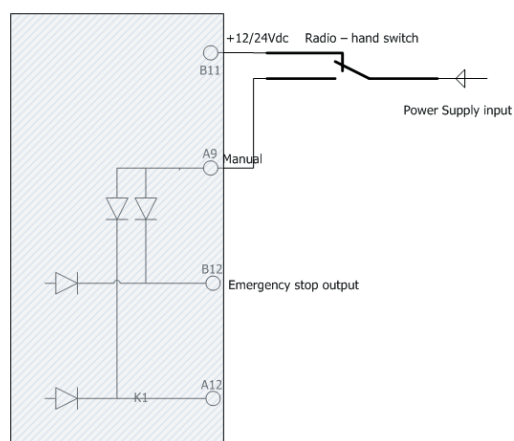 +12/24Vdc Radio – hand switch
B11
Power Supply input
A9 Manual
B12
Emergency stop output
A12
K1